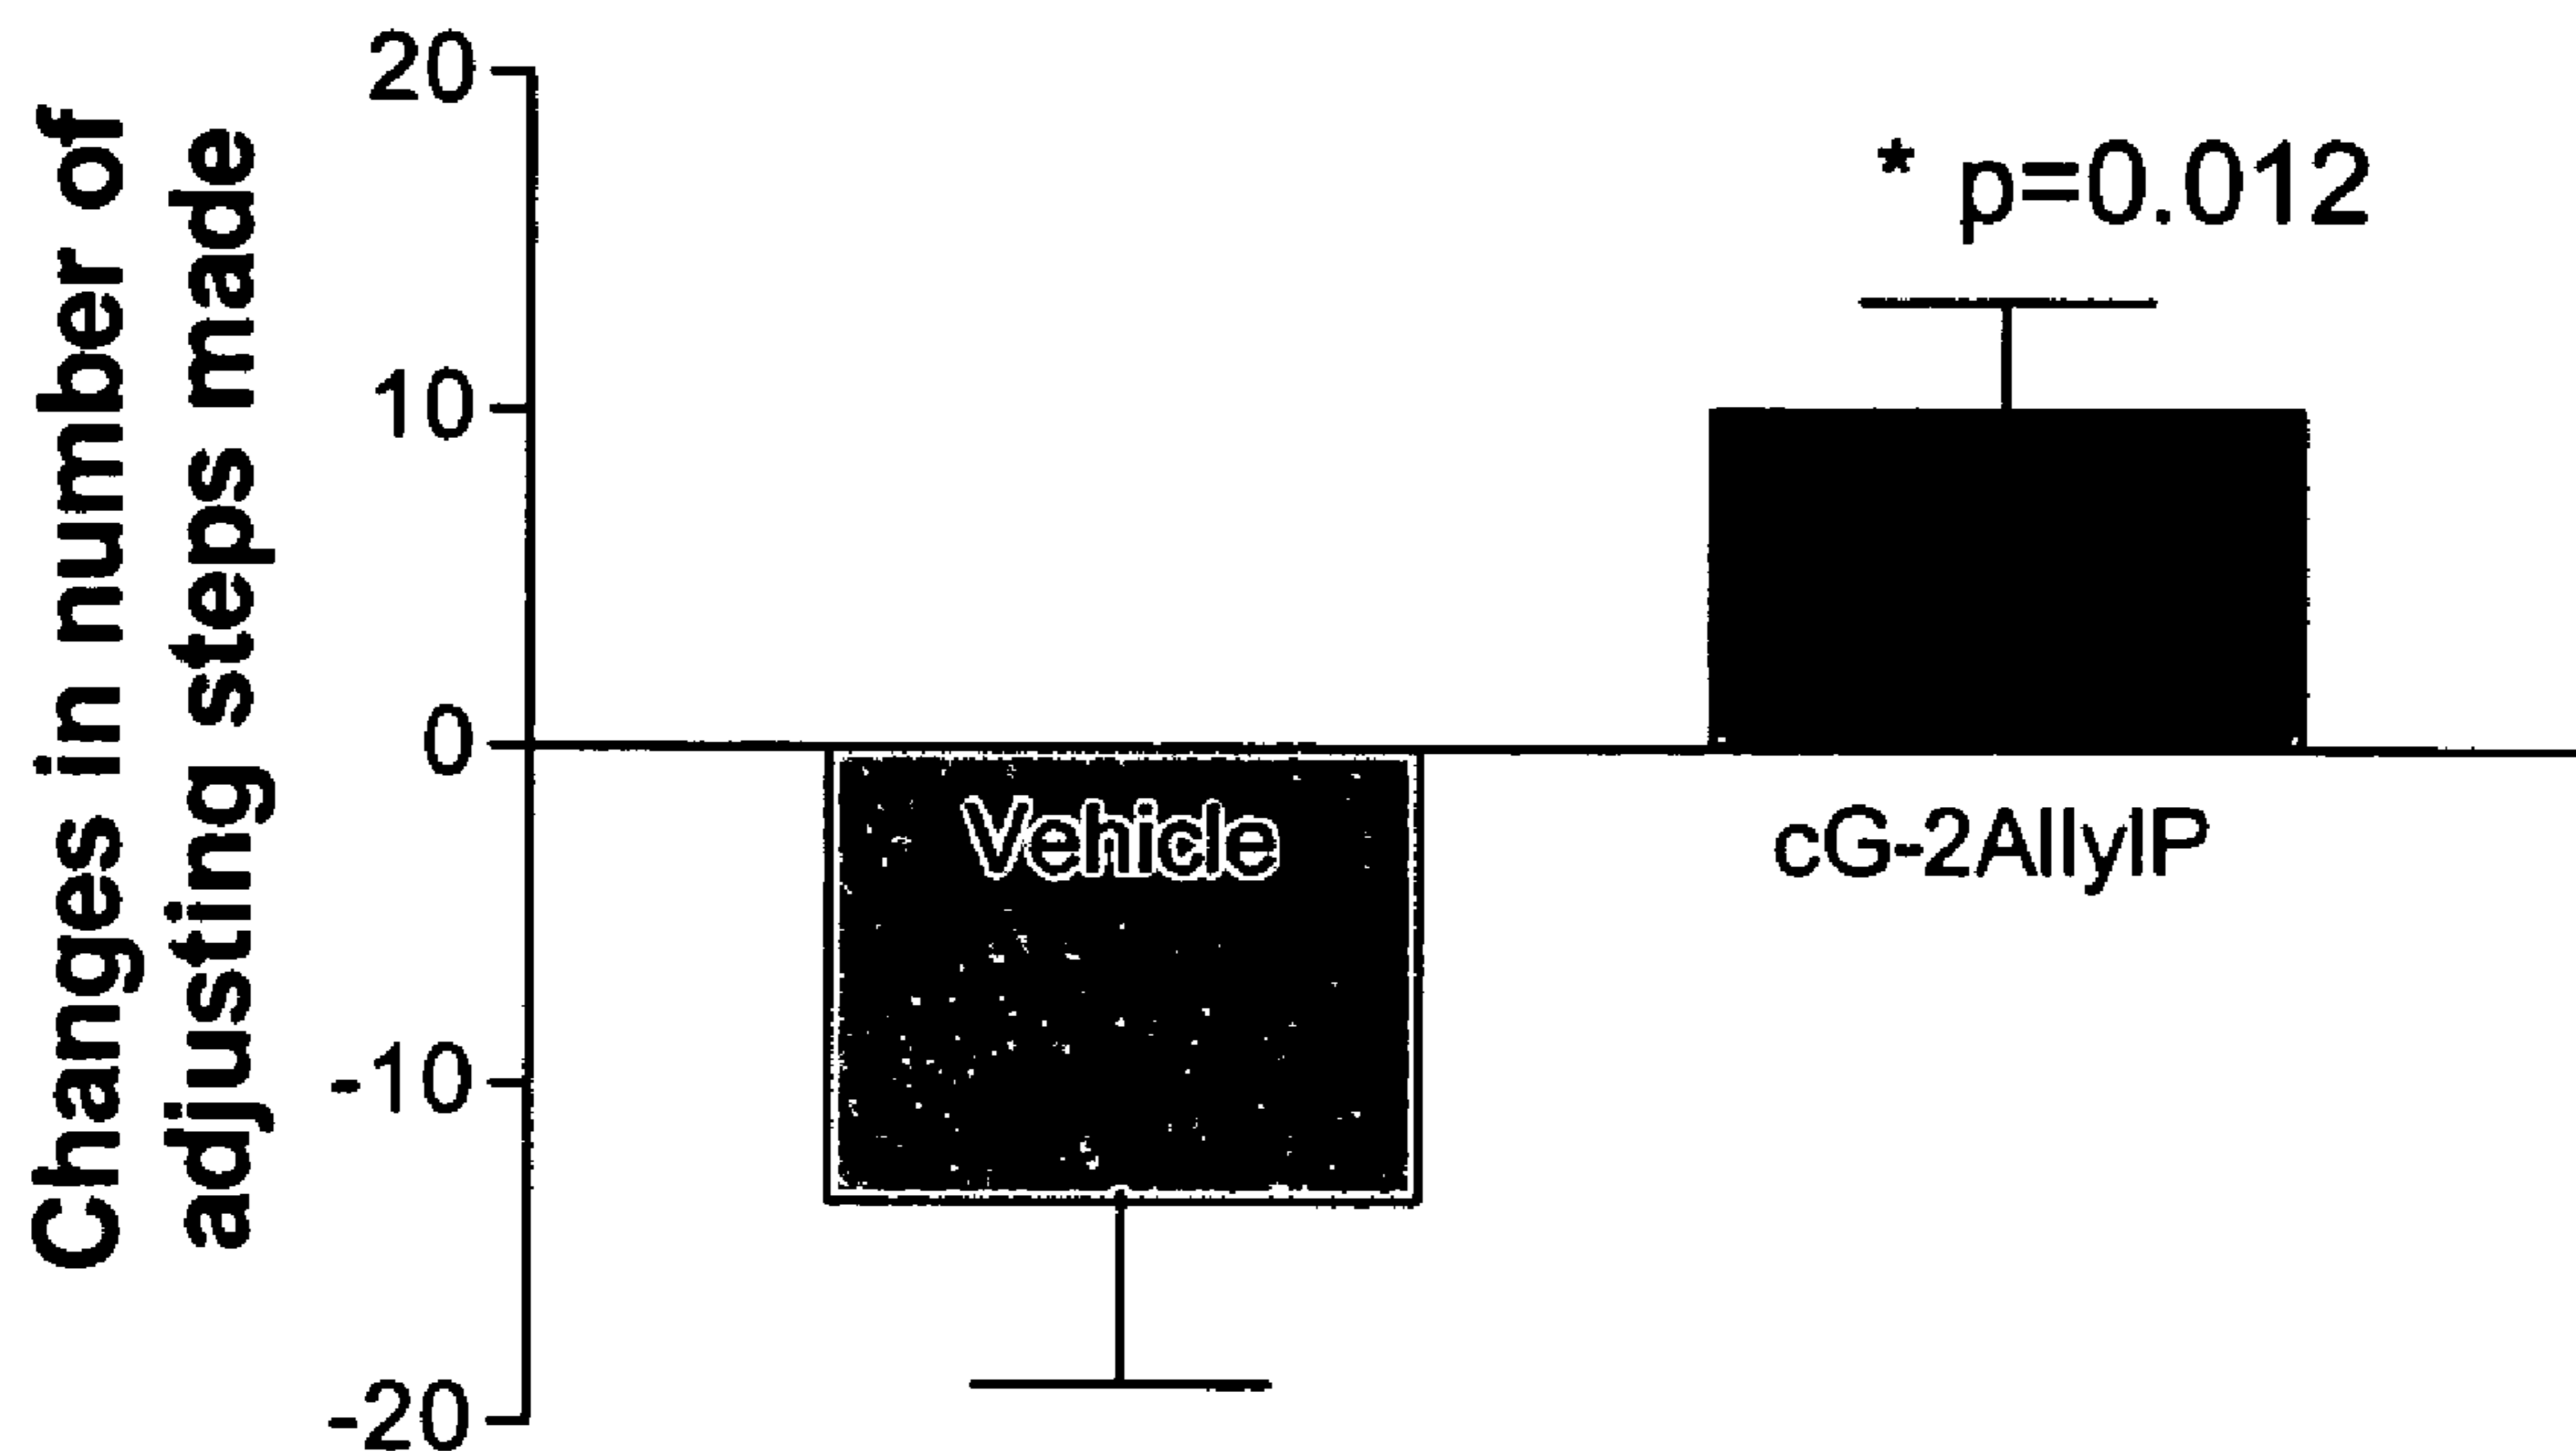 Changes in number of
adjusting steps made
20
10
0
-10
-20
* p=0.012
Vehicle
cG-2AllylP